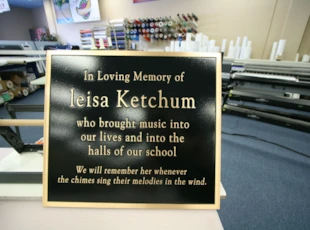 In Loving Memory of
leisa Ketchum
who brought music into
our lives and into the
halls of our school
We will remember her whenever
the chimes sing their melodies in the wind.